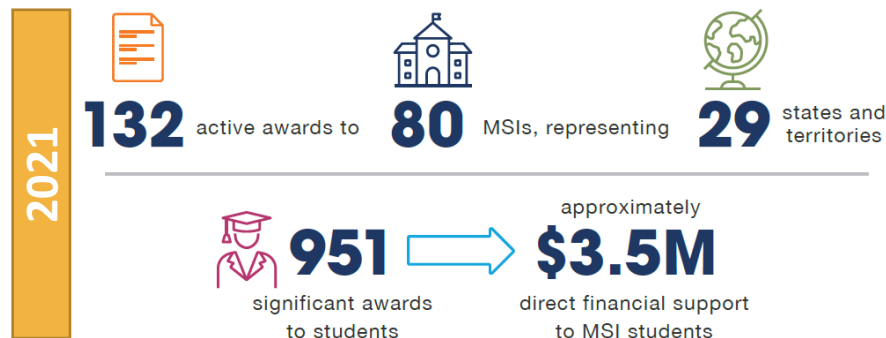 2021
132 active awards to 80 MSIs, representing 29 states and territories
951 significant awards to students
approximately $3.5M direct financial support to MSI students